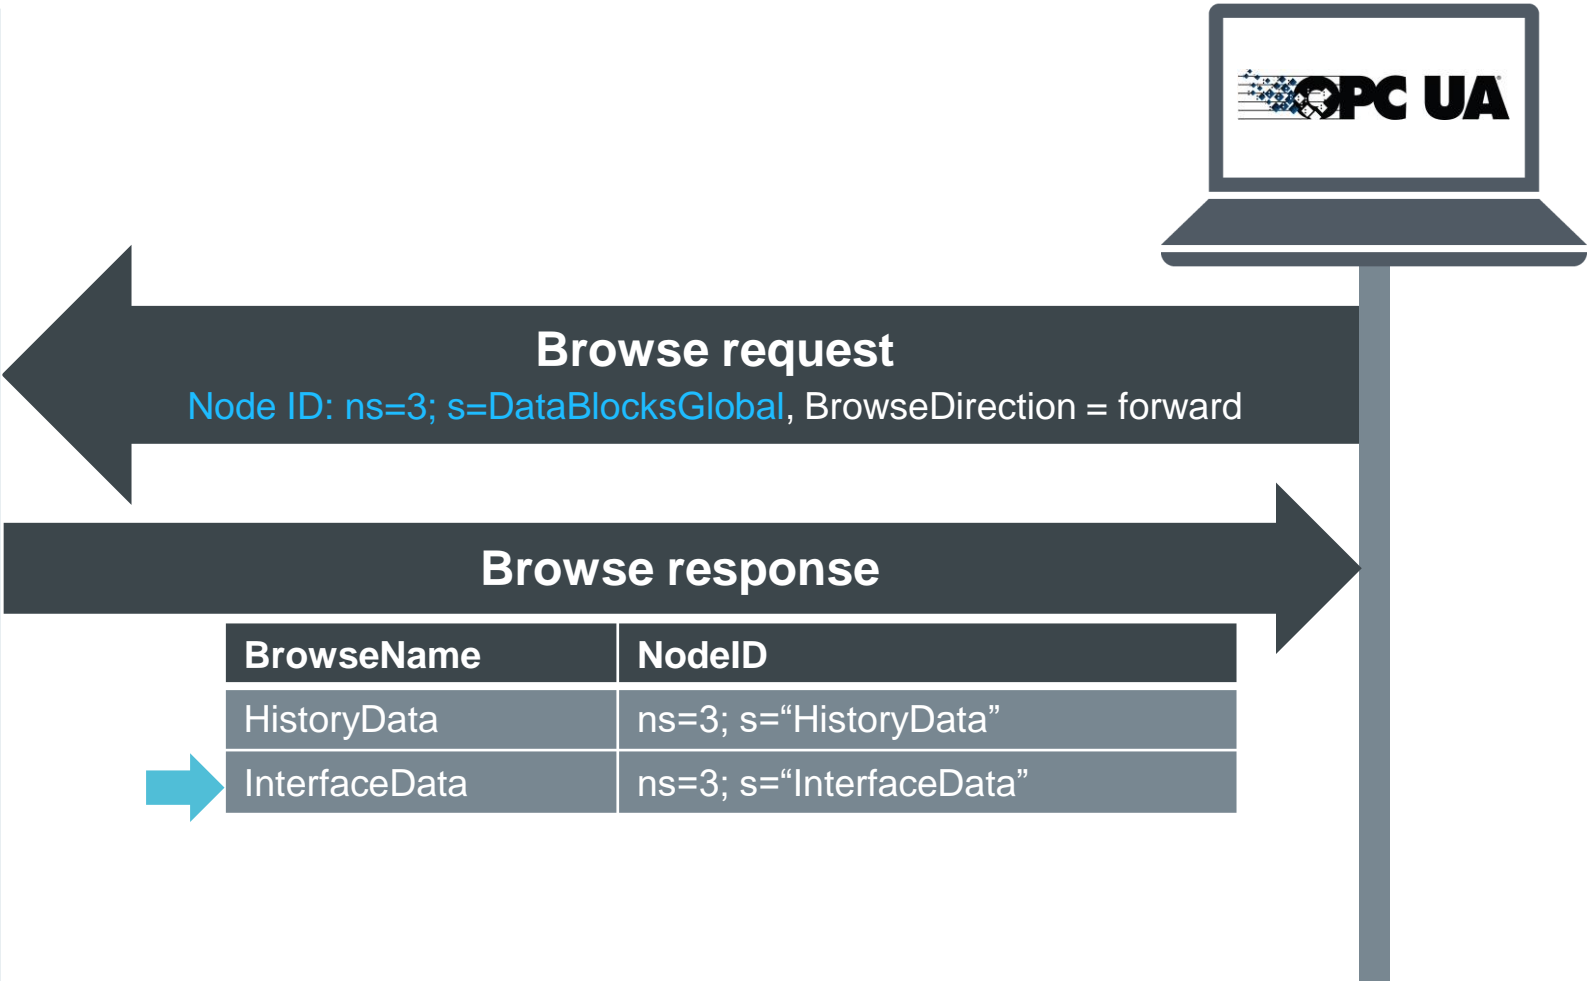 OPC UA
Browse request
Node ID: ns=3; s=DataBlocksGlobal, BrowseDirection = forward
Browse response
BrowseName NodeID
HistoryData ns=3; s=“HistoryData”
InterfaceData ns=3; s=“InterfaceData”